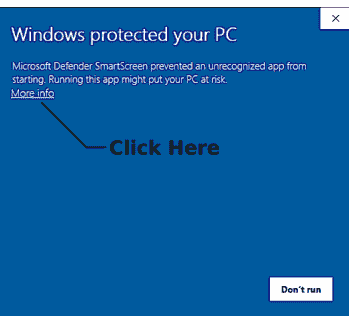 Windows protected your PC
Microsoft Defender SmartScreen prevented an unrecognized app from
starting. Running this app might put your PC at risk.
More info
Click Here
Don't run